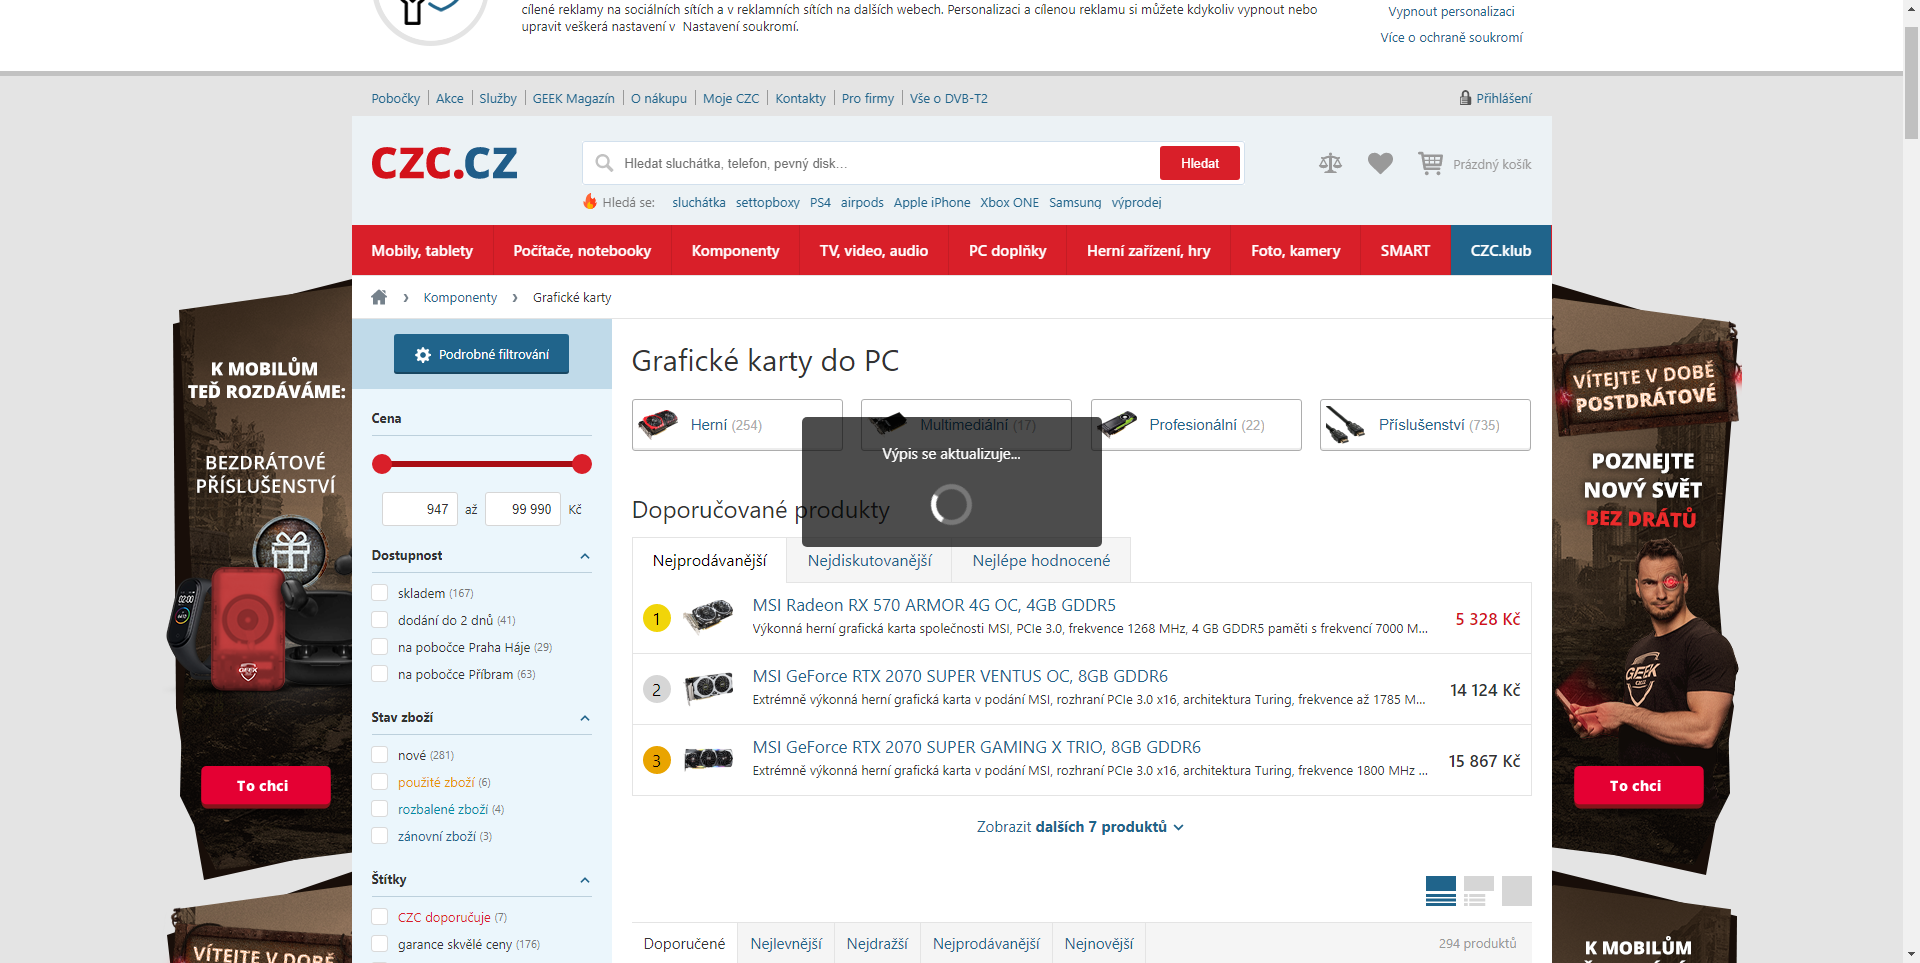 cílené reklamy na sociálních sítích a v reklamních sítích na dalších webech. Personalizaci a cílenou reklamu si můžete kdykoliv vypnout nebo
upravit veškerá nastavení v Nastavení soukromí.
Vypnout personalizaci
Více o ochraně soukromí
Pobočky
Akce
Služby
GEEK Magazín
O nákupu
Moje CZC
Kontakty
Pro firmy
Vše o DVB-T2
Přihlášení
CZC.CZ
Hledat sluchátka, telefon, pevný disk...
Hledat
Prázdný košík
Hledá se: sluchátka settopboxy PS4 airpods Apple iPhone Xbox ONE Samsung výprodej
Mobily, tablety
Počítače, notebooky
Komponenty
TV, video, audio
PC doplňky
Herní zařízení, hry
Foto, kamery
SMART
CZC.klub
Komponenty
Grafické karty
Podrobné filtrování
Cena
947 až 99 990 Kč
Dostupnost
skladem (167)
dodání do 2 dnů (41)
na pobočce Praha Háje (29)
na pobočce Příbram (63)
Stav zboží
nové (281)
použité zboží (6)
rozbalené zboží (4)
zánovní zboží (3)
Štítky
CZC doporučuje (7)
garance skvělé ceny (176)
Grafické karty do PC
Herní (254)
Multimediální (17)
Profesionální (22)
Příslušenství (735)
Výpis se aktualizuje...
Doporučované produkty
Nejprodávanější
Nejdiskutovanější
Nejlépe hodnocené
1
MSI Radeon RX 570 ARMOR 4G OC, 4GB GDDR5
Výkonná herní grafická karta společnosti MSI, PCIe 3.0, frekvence 1268 MHz, 4 GB GDDR5 paměti s frekvencí 7000 M...
5 328 Kč
2
MSI GeForce RTX 2070 SUPER VENTUS OC, 8GB GDDR6
Extrémně výkonná herní grafická karta v podání MSI, rozhraní PCIe 3.0 x16, architektura Turing, frekvence až 1785 M...
14 124 Kč
3
MSI GeForce RTX 2070 SUPER GAMING X TRIO, 8GB GDDR6
Extrémně výkonná herní grafická karta v podání MSI, rozhraní PCIe 3.0 x16, architektura Turing, frekvence 1800 MHz ...
15 867 Kč
Zobrazit dalších 7 produktů
Doporučené
Nejlevnější
Nejdražší
Nejprodávanější
Nejnovější
294 produktů
K MOBILŮM
TEĎ ROZDÁVÁME:
BEZDRÁTOVÉ
PŘÍSLUŠENSTVÍ
02:00
GEEK
To chci
VÍTEJTE V DOBĚ
VÍTEJTE V DOBĚ
POSTDRÁTOVÉ
POZNEJTE
NOVÝ SVĚT
BEZ DRÁTŮ
GEEK
To chci
K MOBILŮM